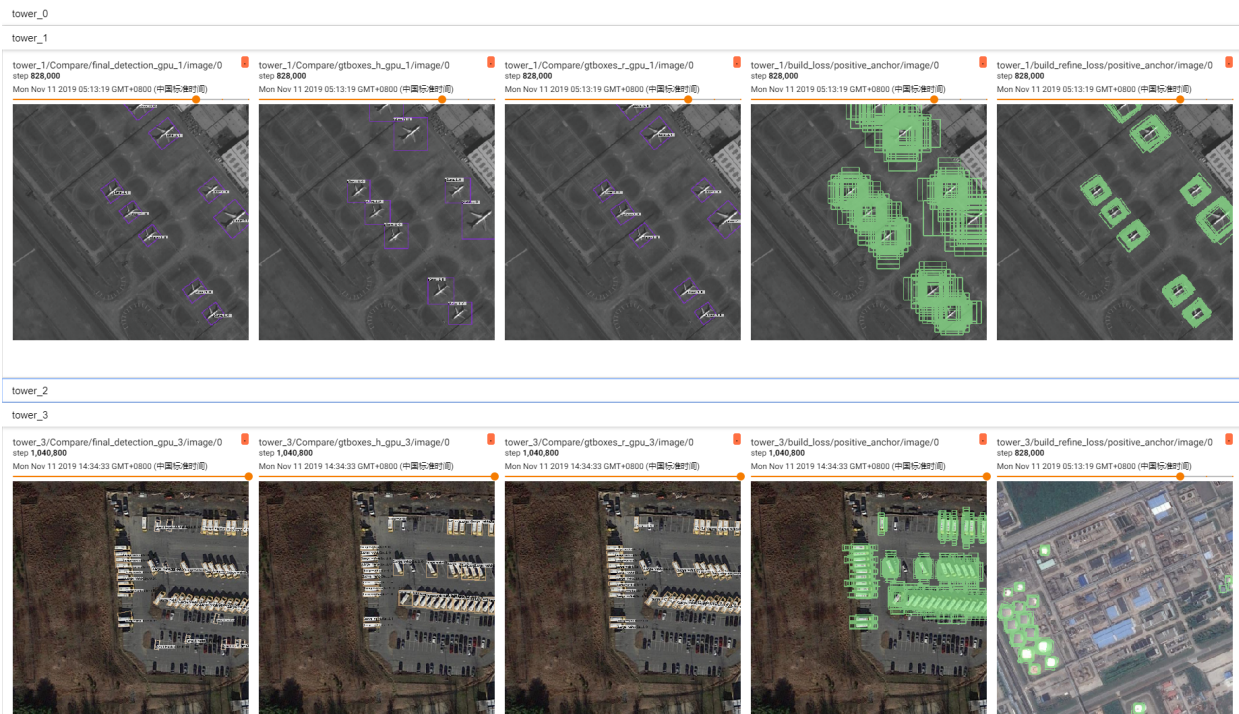 tower_0
tower_1
tower_1/Compare/final_detection_gpu_1/image/0
step 828,000
Mon Nov 11 2019 05:13:19 GMT+0800 (中国标准时间)
tower_1/Compare/gtboxes_h_gpu_1/image/0
step 828,000
Mon Nov 11 2019 05:13:19 GMT+0800 (中国标准时间)
tower_1/Compare/gtboxes_r_gpu_1/image/0
step 828,000
Mon Nov 11 2019 05:13:19 GMT+0800 (中国标准时间)
tower_1/build_loss/positive_anchor/image/0
step 828,000
Mon Nov 11 2019 05:13:19 GMT+0800 (中国标准时间)
tower_1/build_refine_loss/positive_anchor/image/0
step 828,000
Mon Nov 11 2019 05:13:19 GMT+0800 (中国标准时间)
tower_2
tower_3
tower_3/Compare/final_detection_gpu_3/image/0
step 1,040,800
Mon Nov 11 2019 14:34:33 GMT+0800 (中国标准时间)
tower_3/Compare/gtboxes_h_gpu_3/image/0
step 1,040,800
Mon Nov 11 2019 14:34:33 GMT+0800 (中国标准时间)
tower_3/Compare/gtboxes_r_gpu_3/image/0
step 1,040,800
Mon Nov 11 2019 14:34:33 GMT+0800 (中国标准时间)
tower_3/build_loss/positive_anchor/image/0
step 1,040,800
Mon Nov 11 2019 14:34:33 GMT+0800 (中国标准时间)
tower_3/build_refine_loss/positive_anchor/image/0
step 828,000
Mon Nov 11 2019 05:13:19 GMT+0800 (中国标准时间)